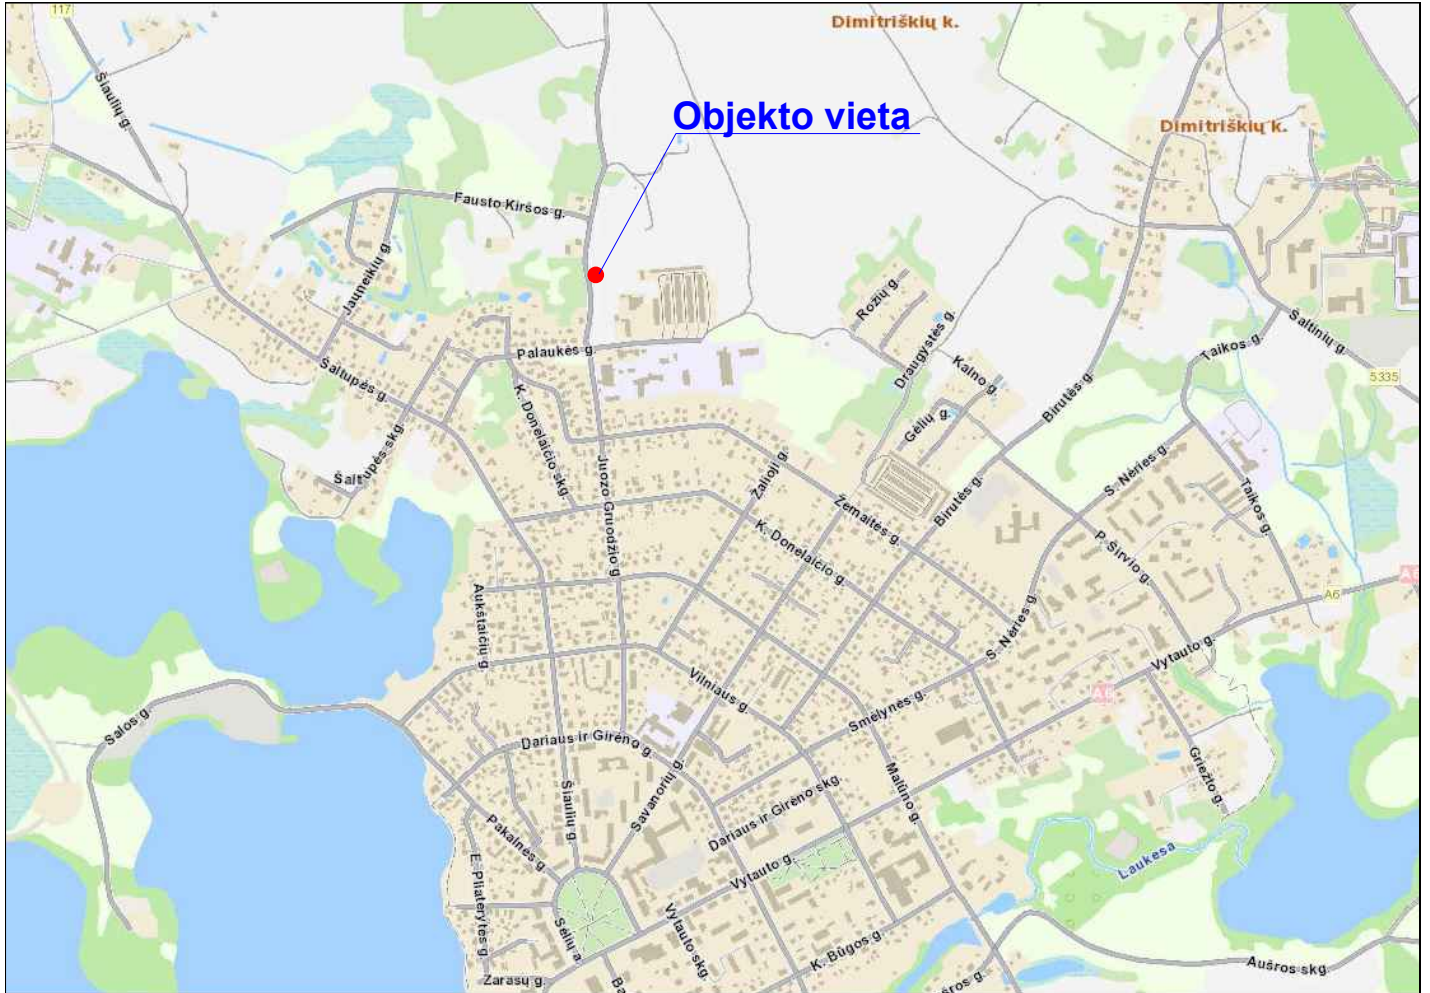 117
Dimitriškių k.
Šiaulių g.
Objekto vieta
Dimitriškių k.
Fausto Kiršos g.
Jauneikių g.
Rožių g.
Draugystės g.
Šaltinių g.
Taikos g.
Palaukės g.
Šaltupės g.
Kalno g.
5335
K. Donelaičio skg.
Gėlių g.
Birutės g.
Šaltupės skg.
Juozo Gruodžio g.
Žalioji g.
S. Nėries g.
Žemaitės g.
Birutės g.
Taikos g.
K. Donelaičio g.
P. Širvio g.
Aukštaičių g.
A6
S. Nėries g.
Vytauto g.
Vilniaus g.
A6
Salos g.
Smėlynės g.
Dariaus ir Girėno g.
Griežlo g.
Šiaulių g.
Savanorių g.
Malūno g.
Dariaus ir Girėno skg.
Pakalnės g.
Laukesa
Vytauto g.
E. Pliaterytės g.
Sėlių a.
Vytauto skg.
K. Būgos g.
Aušros skg.
Zarasų g.